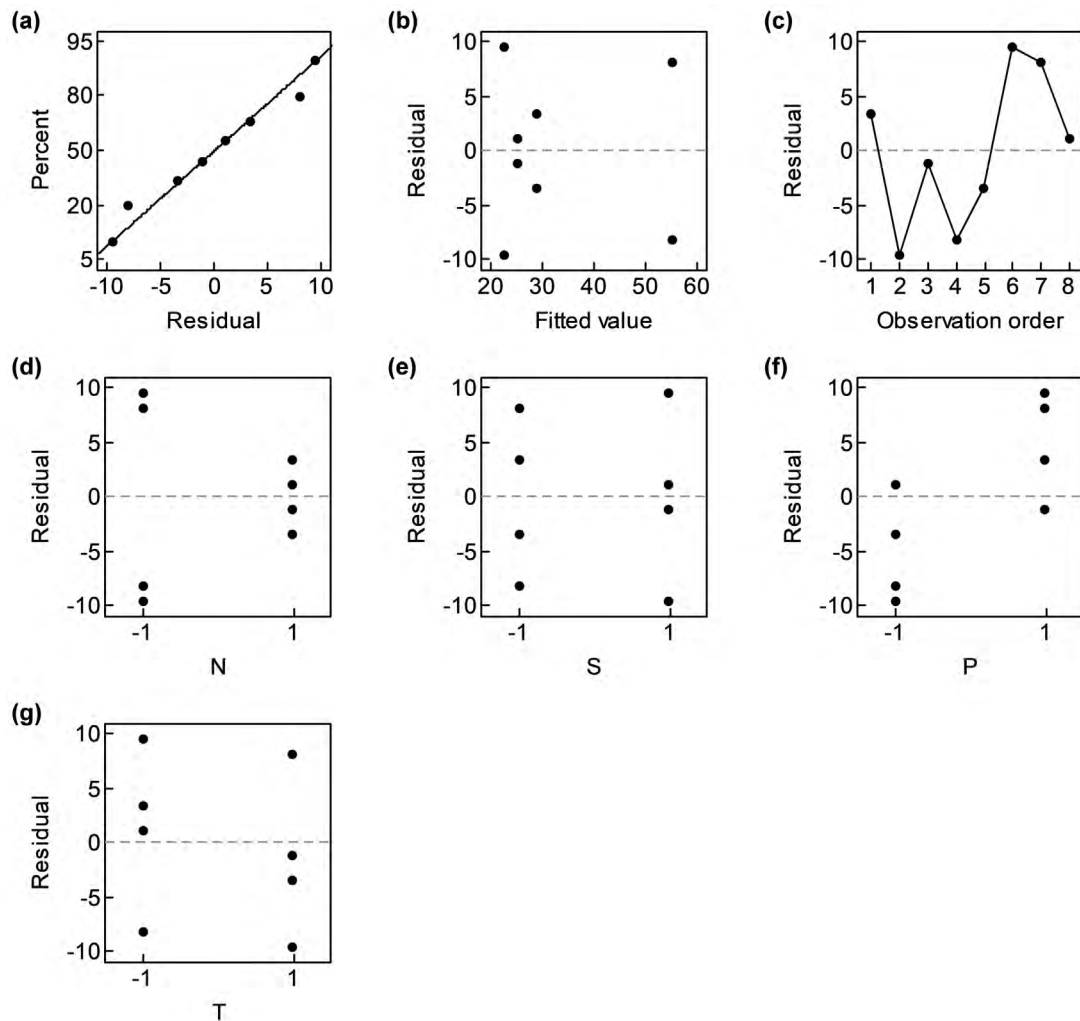 (a)
95
80
50
20
5
Percent
-10 -5 0 5 10
Residual
(b)
10
5
0
-5
-10
Residual
20 30 40 50 60
Fitted value
(c)
10
5
0
-5
-10
Residual
1 2 3 4 5 6 7 8
Observation order
(d)
10
5
0
-5
-10
Residual
-1 1
N
(e)
10
5
0
-5
-10
Residual
-1 1
S
(f)
10
5
0
-5
-10
Residual
-1 1
P
(g)
10
5
0
-5
-10
Residual
-1 1
T